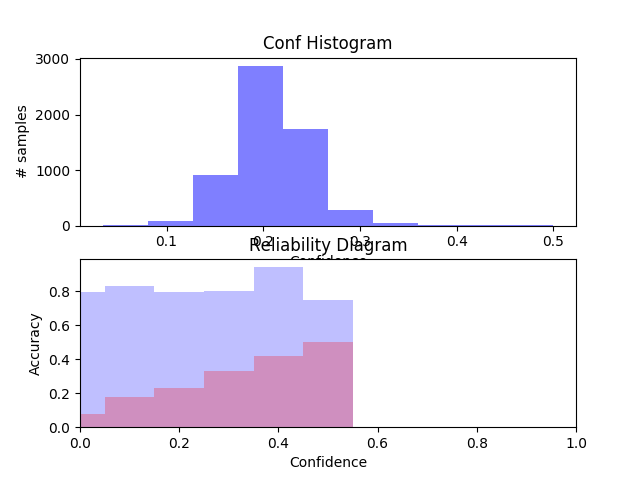 Conf Histogram
3000
2000
1000
0
# samples
0.1 0.2 0.3 0.4 0.5
Confidence
Reliability Diagram
0.8
0.6
0.4
0.2
0.0
Accuracy
0.0 0.2 0.4 0.6 0.8 1.0
Confidence